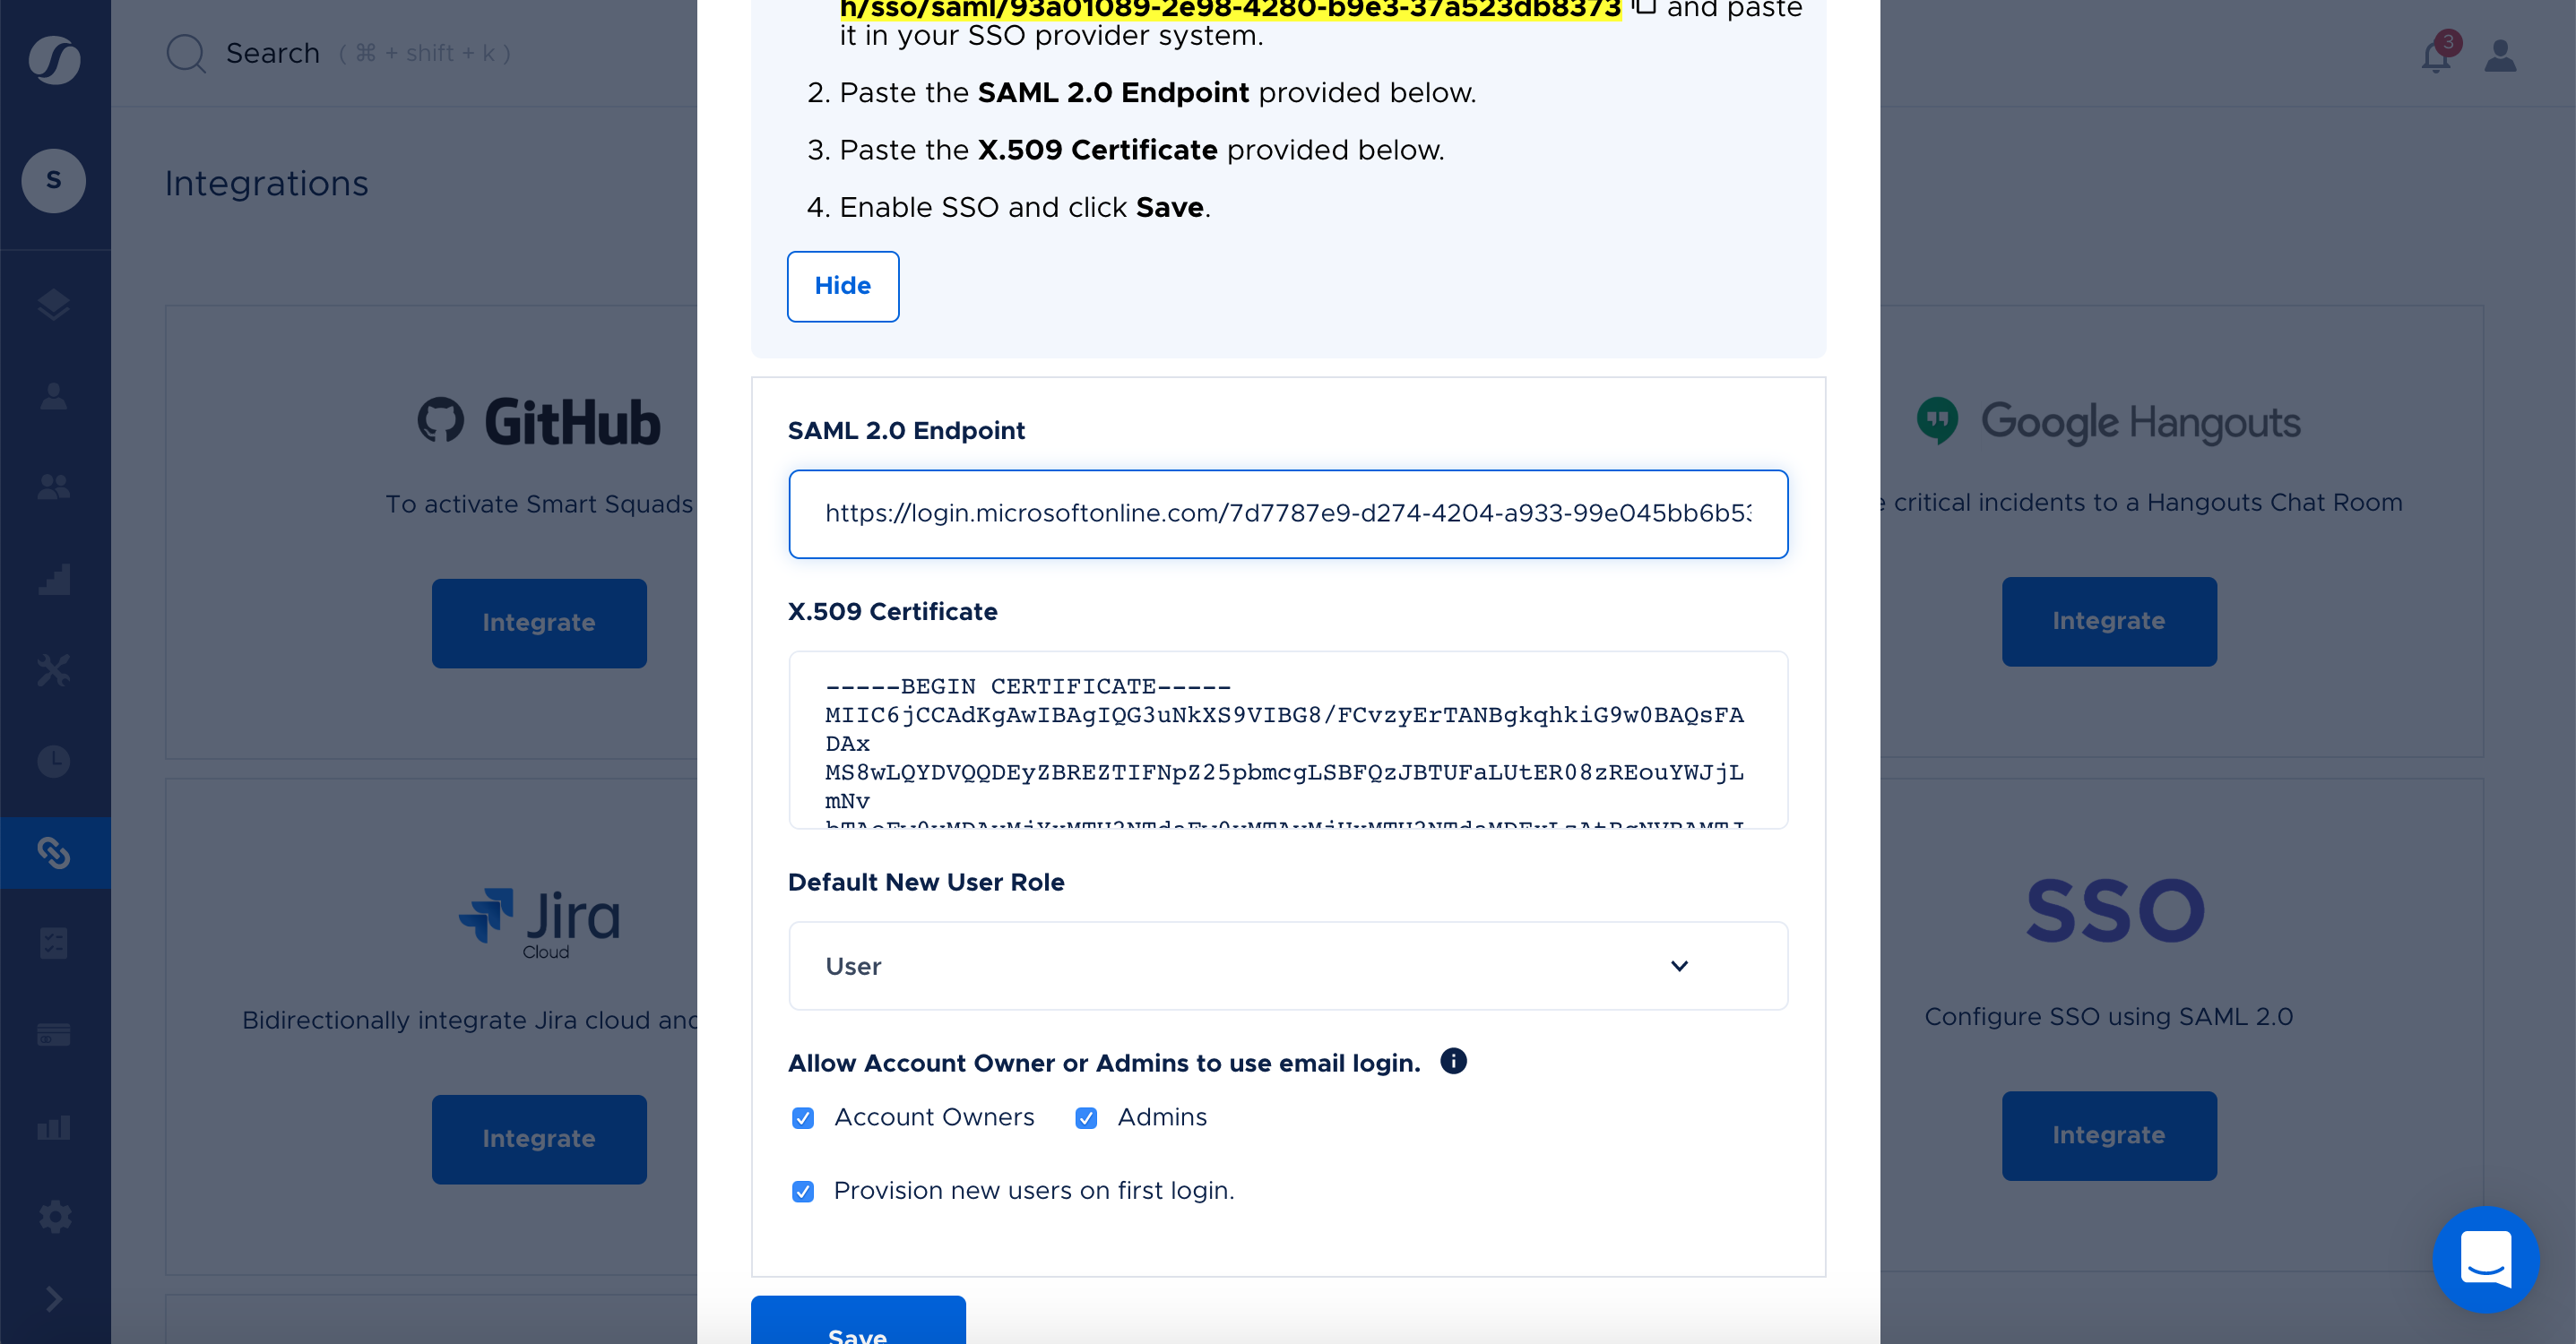 h/sso/saml/93a01089-2e98-4280-b9e3-37a523db8373 and paste
it in your SSO provider system.
2. Paste the SAML 2.0 Endpoint provided below.
3. Paste the X.509 Certificate provided below.
4. Enable SSO and click Save.
Hide
SAML 2.0 Endpoint
https://login.microsoftonline.com/7d7787e9-d274-4204-a933-99e045bb6b53
X.509 Certificate
-----BEGIN CERTIFICATE-----
MIIC6jCCAdKgAwIBAgIQG3uNkXS9VIBG8/FCvzyErTANBgkqhkiG9w0BAQsFA
DAx
MS8wLQYDVQQDEyZBREZTIFNpZ25pbmcgLSBFQzJBTUFaLUtER08zREouYWJjL
mNv
Default New User Role
User
Allow Account Owner or Admins to use email login.
Account Owners
Admins
Provision new users on first login.
Save
Search ( ⌘ + shift + k )
3
S
Integrations
GitHub
To activate Smart Squads
Integrate
Google Hangouts
critical incidents to a Hangouts Chat Room
Integrate
Jira
Cloud
Bidirectionally integrate Jira cloud and
Integrate
SSO
Configure SSO using SAML 2.0
Integrate